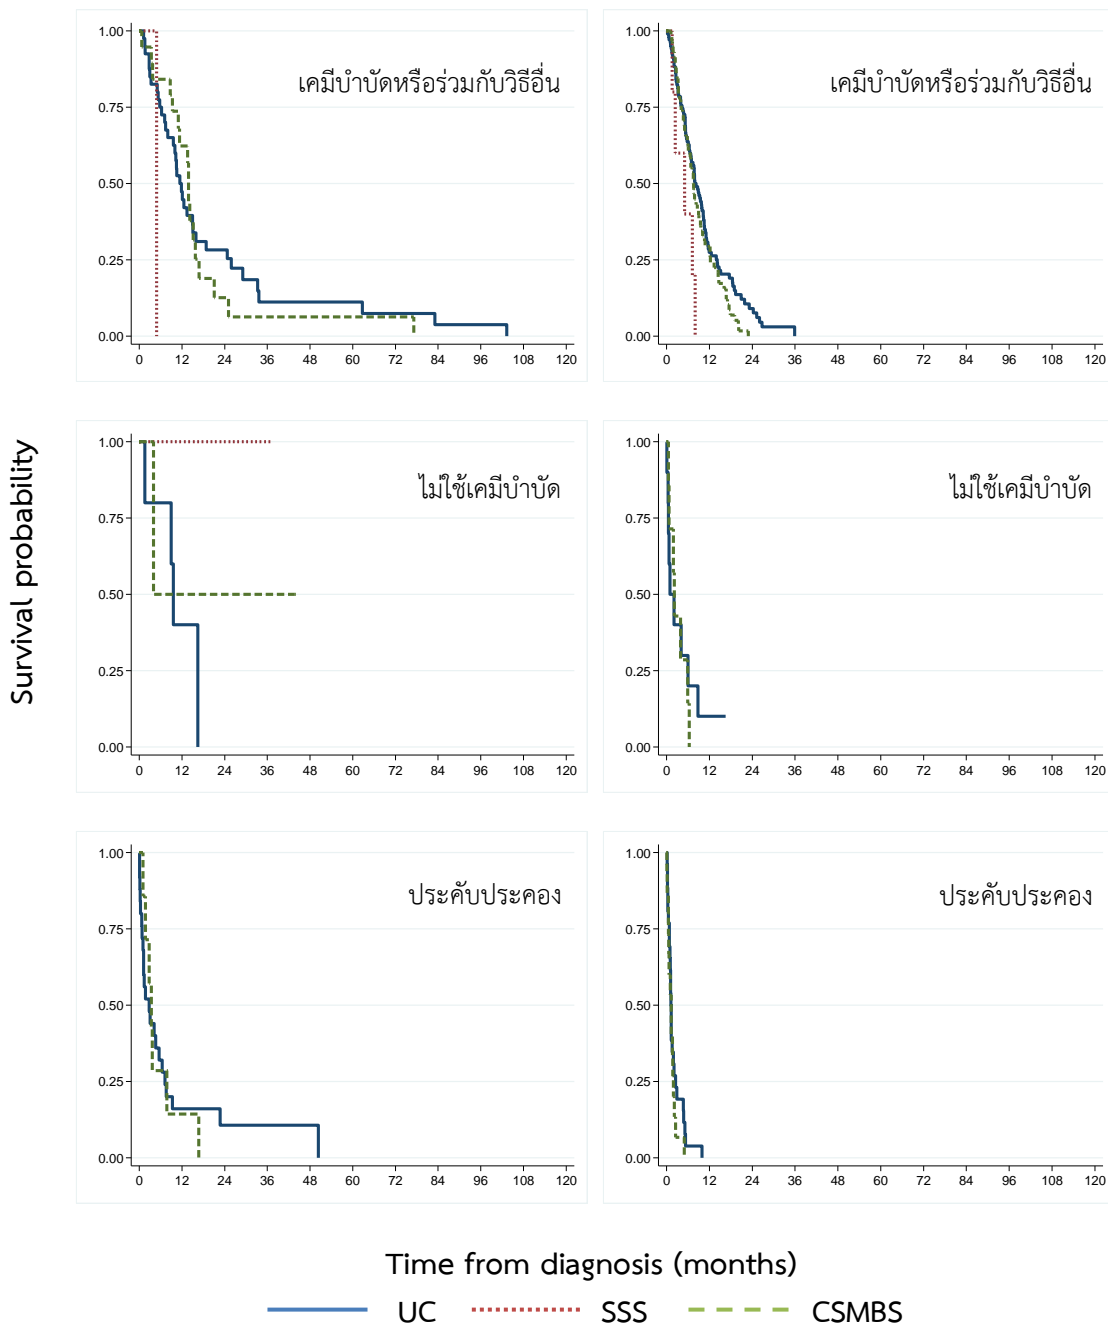 เคมีบำบัดหรือร่วมกับวิธีอื่น
1.00
0.75
0.50
0.25
0.00
0 12 24 36 48 60 72 84 96 108 120
เคมีบำบัดหรือร่วมกับวิธีอื่น
1.00
0.75
0.50
0.25
0.00
0 12 24 36 48 60 72 84 96 108 120
Survival probability
ไม่ใช้เคมีบำบัด
1.00
0.75
0.50
0.25
0.00
0 12 24 36 48 60 72 84 96 108 120
ไม่ใช้เคมีบำบัด
1.00
0.75
0.50
0.25
0.00
0 12 24 36 48 60 72 84 96 108 120
ประคับประคอง
1.00
0.75
0.50
0.25
0.00
0 12 24 36 48 60 72 84 96 108 120
ประคับประคอง
1.00
0.75
0.50
0.25
0.00
0 12 24 36 48 60 72 84 96 108 120
Time from diagnosis (months)
UC SSS CSMBS